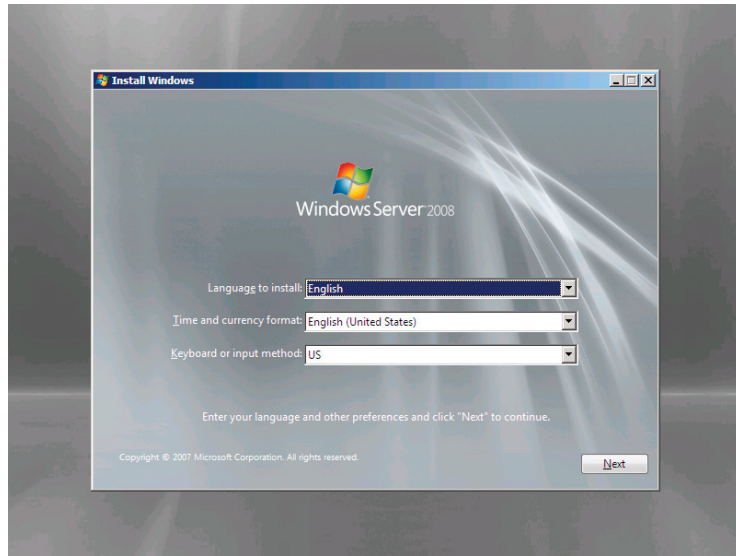 Install Windows
Windows Server 2008
Language to install: English
Time and currency format: English (United States)
Keyboard or input method: US
Enter your language and other preferences and click "Next" to continue.
Copyright © 2007 Microsoft Corporation. All rights reserved.
Next